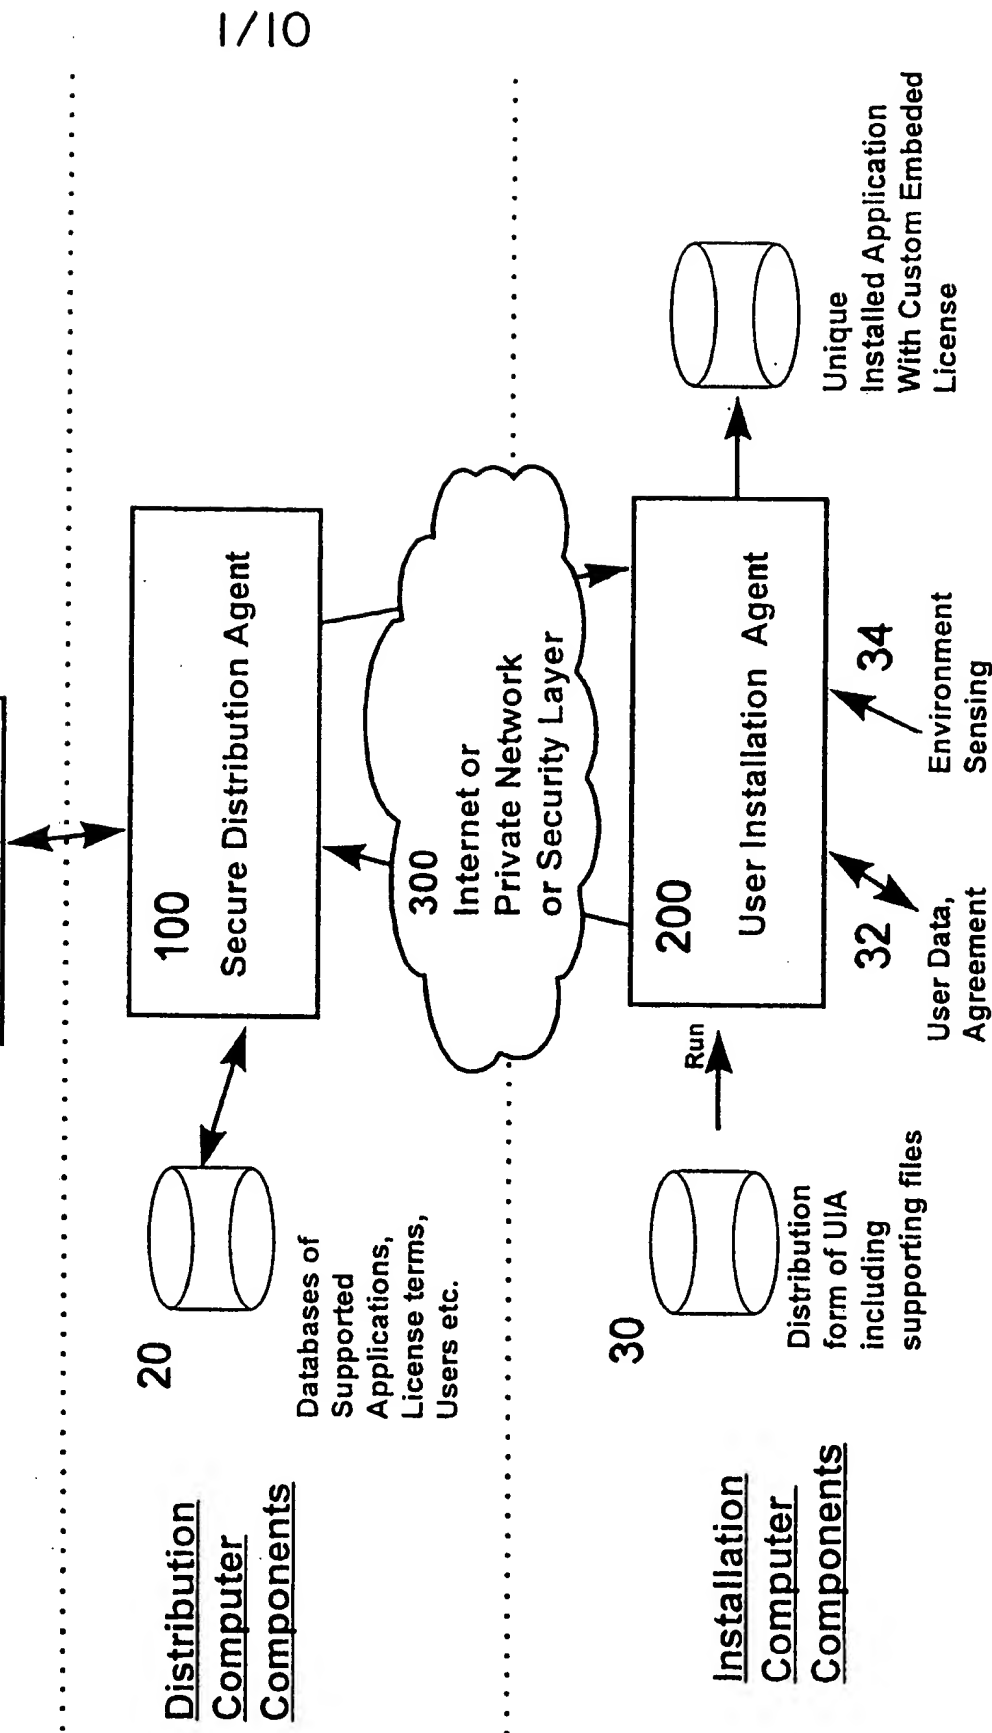 1/10
Distribution
Computer
Components
20
Databases of
Supported
Applications,
License terms,
Users etc.
100
Secure Distribution Agent
300
Internet or
Private Network
or Security Layer
Installation
Computer
Components
30
Distribution
form of UIA
including
supporting files
Run
200
User Installation Agent
32
User Data,
Agreement
34
Environment
Sensing
Unique
Installed Application
With Custom Embeded
License